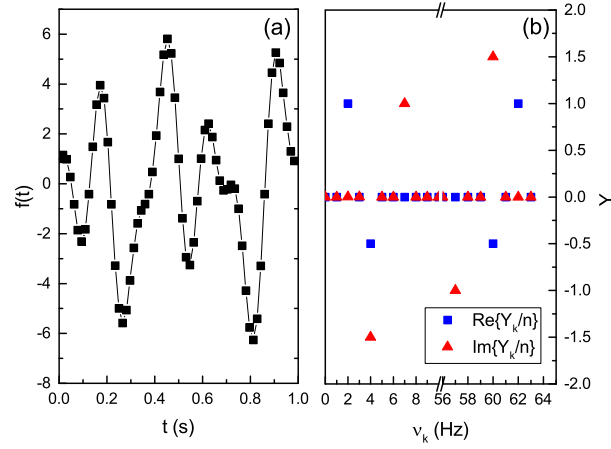 (a)
6
4
2
0
-2
-4
-6
-8
f(t)
0.0 0.2 0.4 0.6 0.8 1.0
t (s)
(b)
2.0
1.5
1.0
0.5
0.0
-0.5
-1.0
-1.5
-2.0
Y
Re{Y_k/n}
Im{Y_k/n}
0 2 4 6 8 56 58 60 62 64
ν_k (Hz)